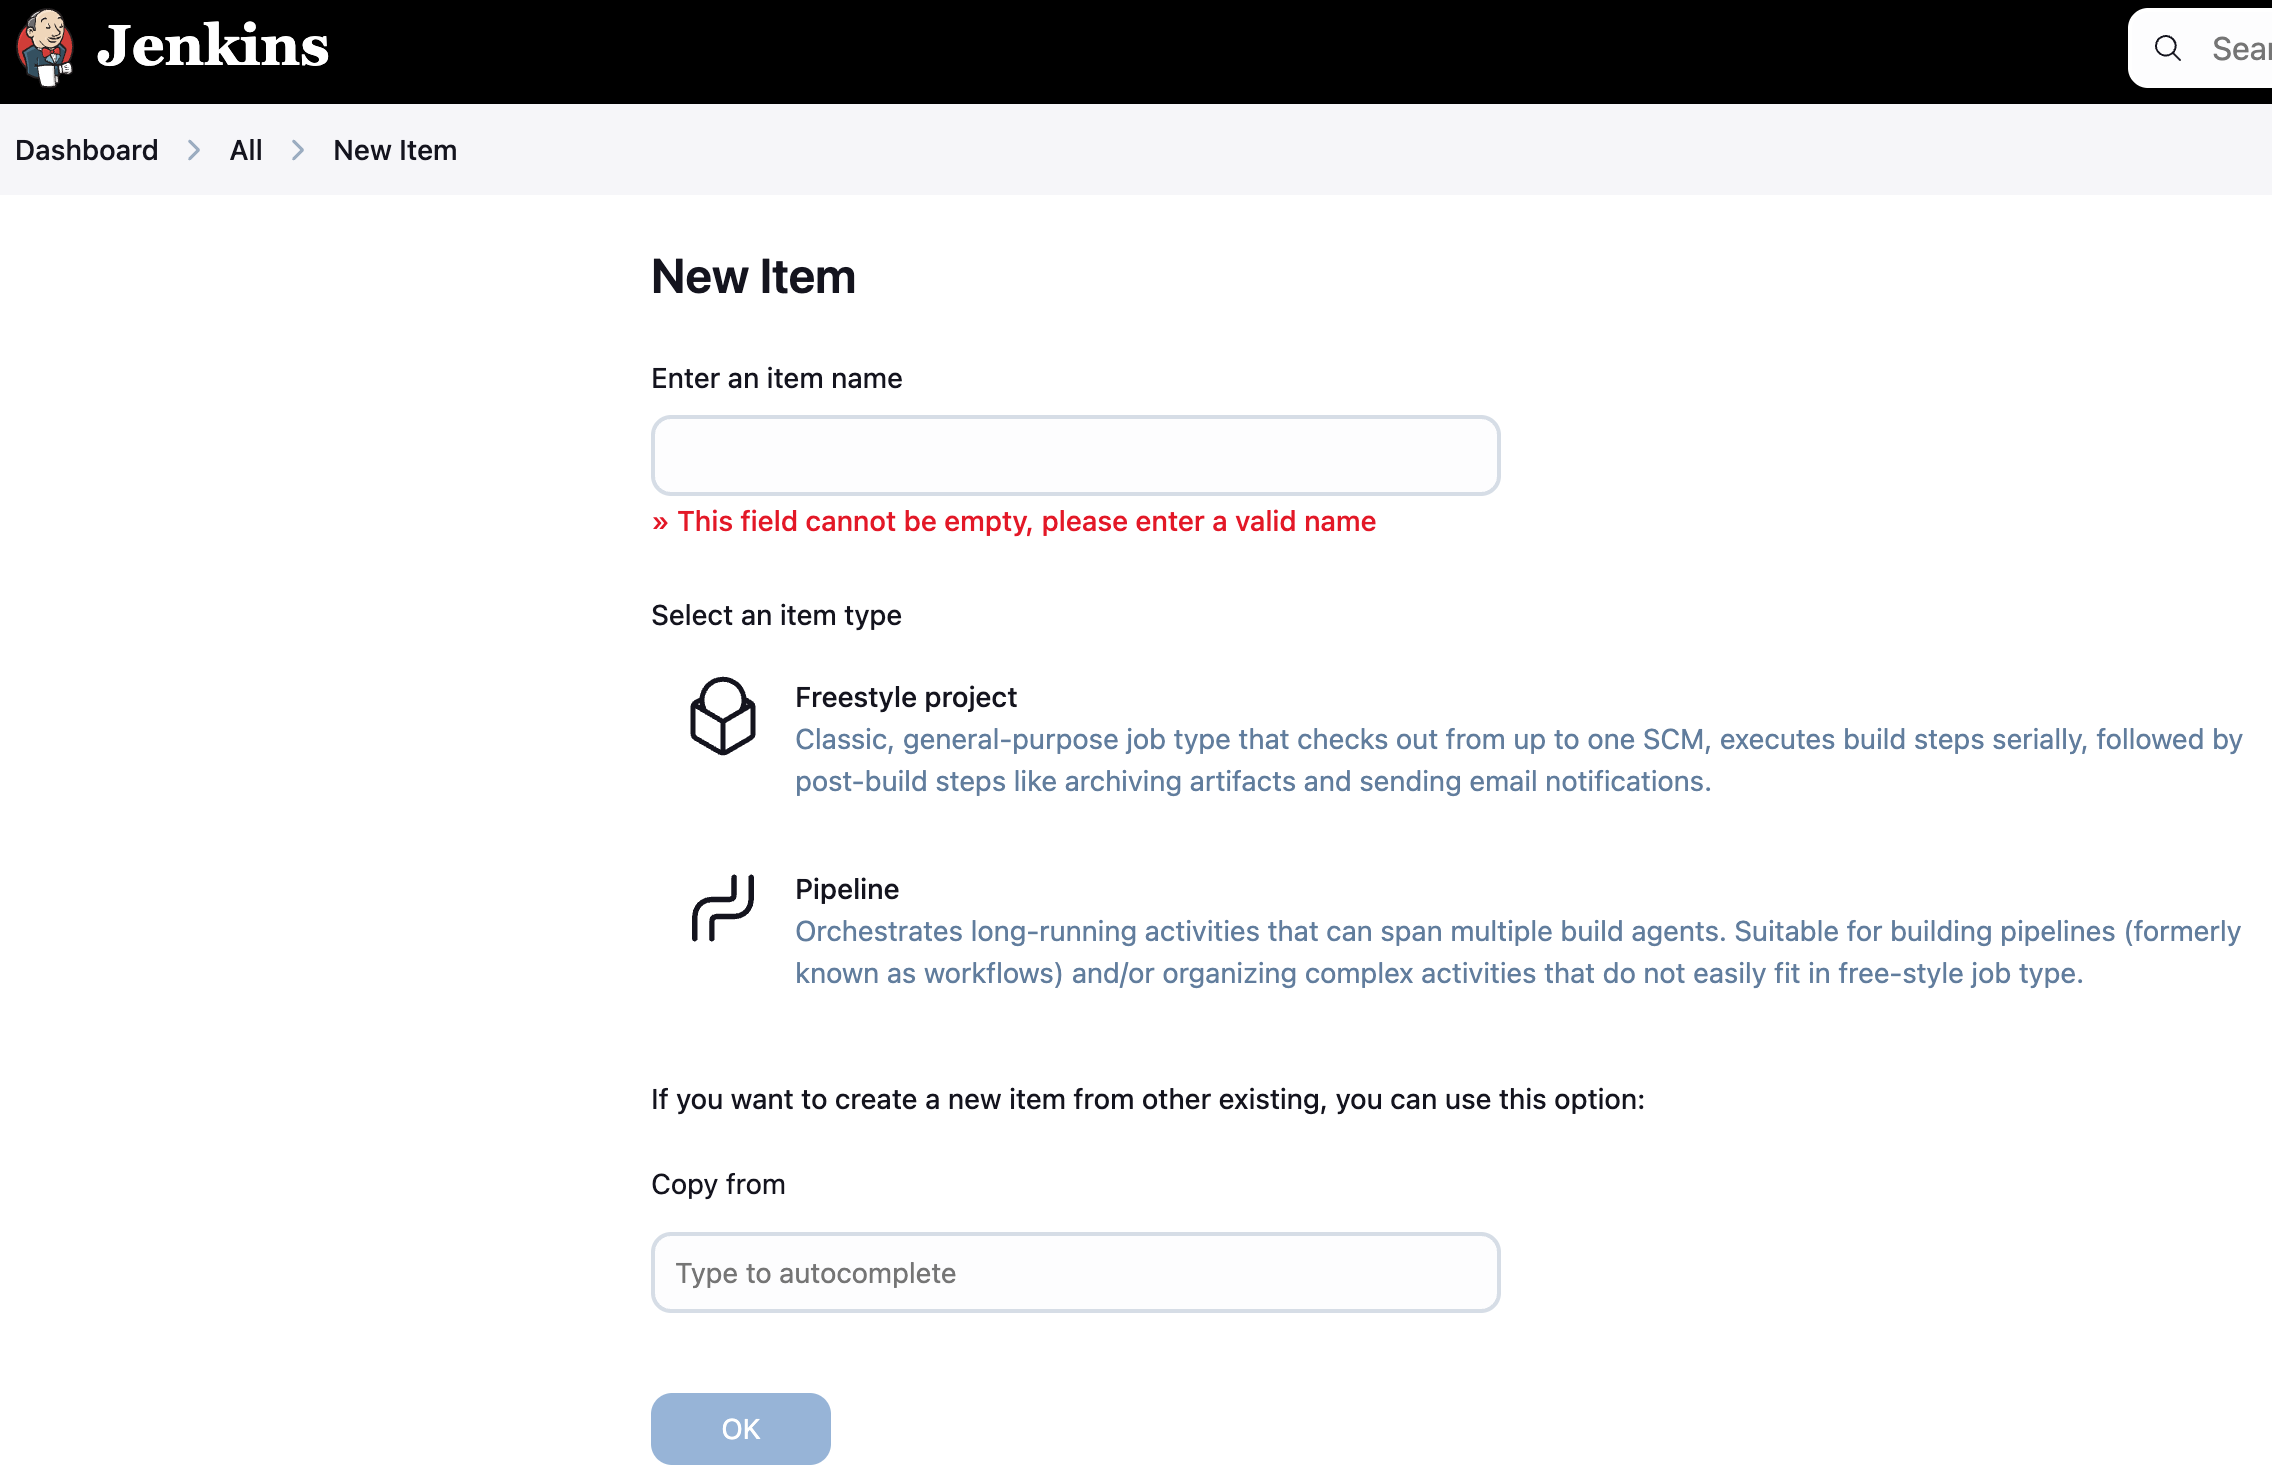 Jenkins
Sear
Dashboard > All > New Item
New Item
Enter an item name
» This field cannot be empty, please enter a valid name
Select an item type
Freestyle project
Classic, general-purpose job type that checks out from up to one SCM, executes build steps serially, followed by
post-build steps like archiving artifacts and sending email notifications.
Pipeline
Orchestrates long-running activities that can span multiple build agents. Suitable for building pipelines (formerly
known as workflows) and/or organizing complex activities that do not easily fit in free-style job type.
If you want to create a new item from other existing, you can use this option:
Copy from
Type to autocomplete
OK